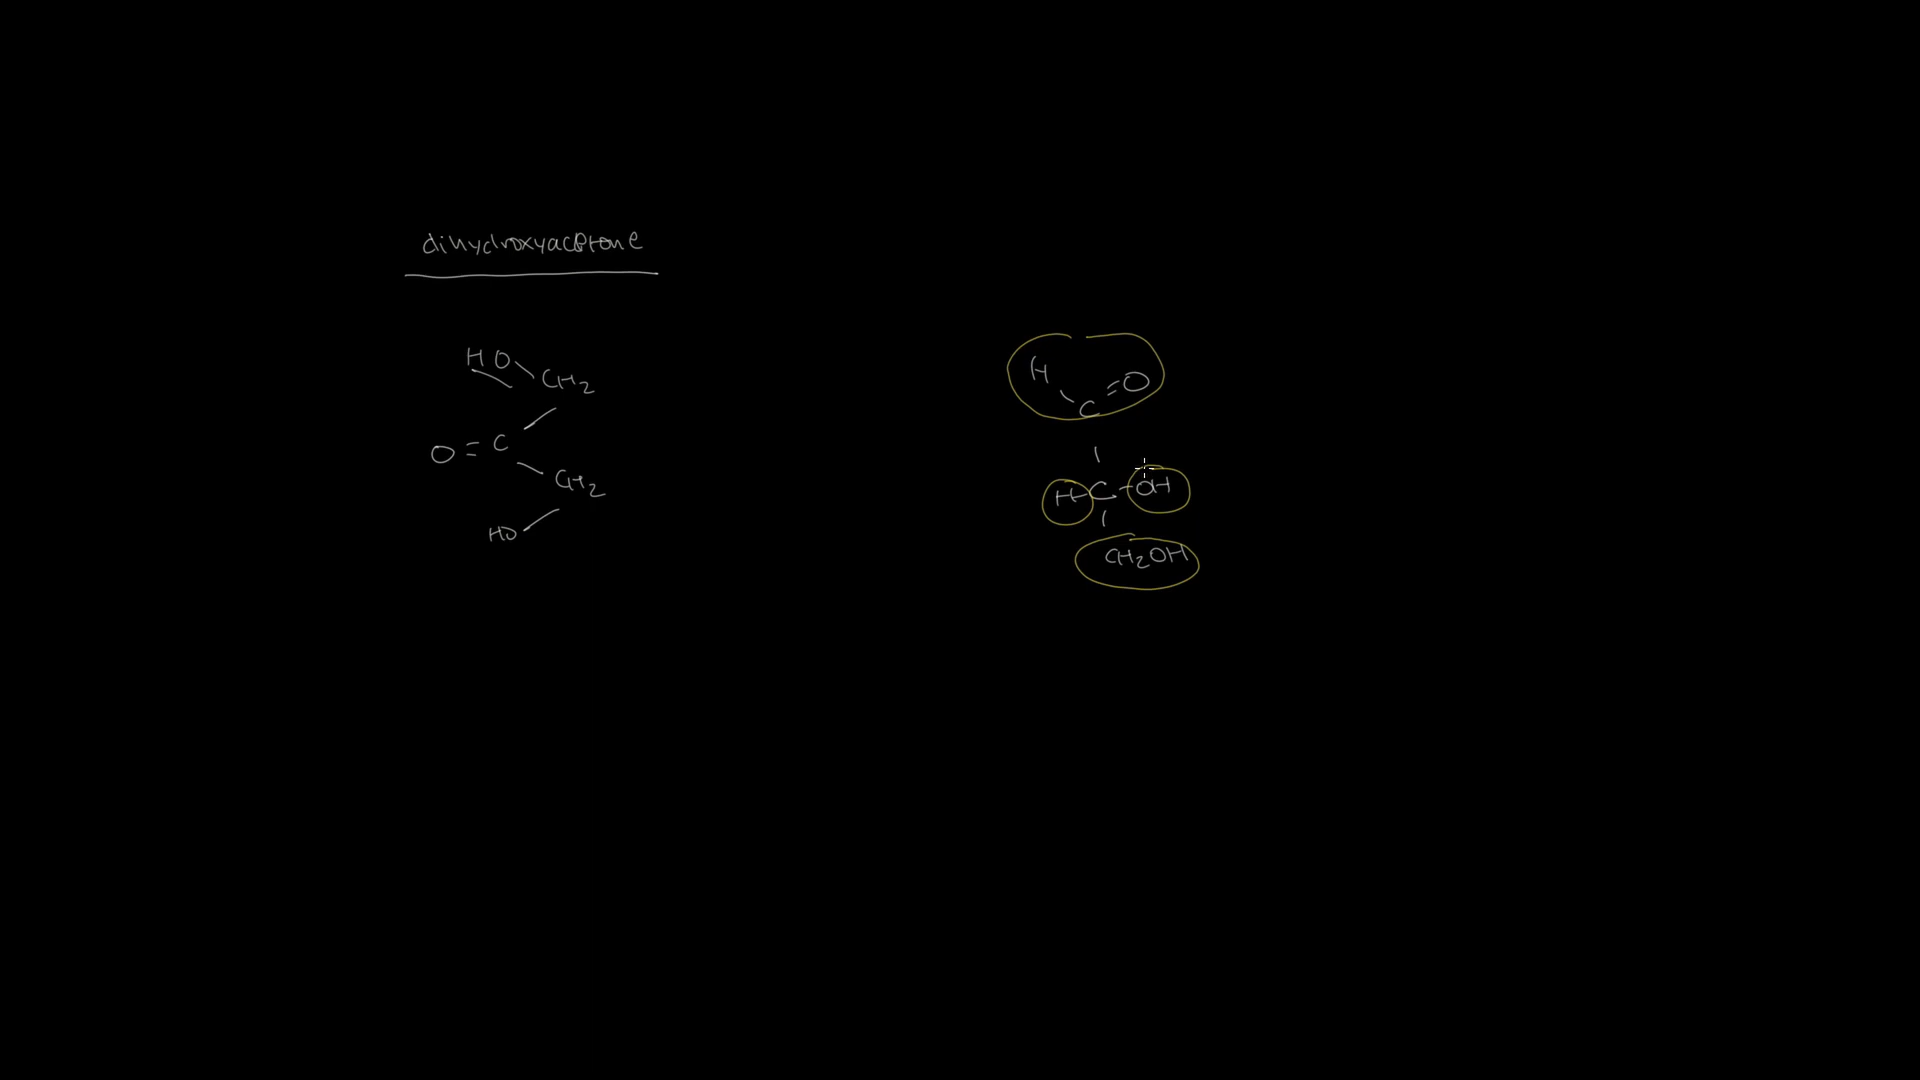 dihydroxyacetone
HO
CH2
O = C
CH2
HO
H
C = O
H-C-OH
CH2OH